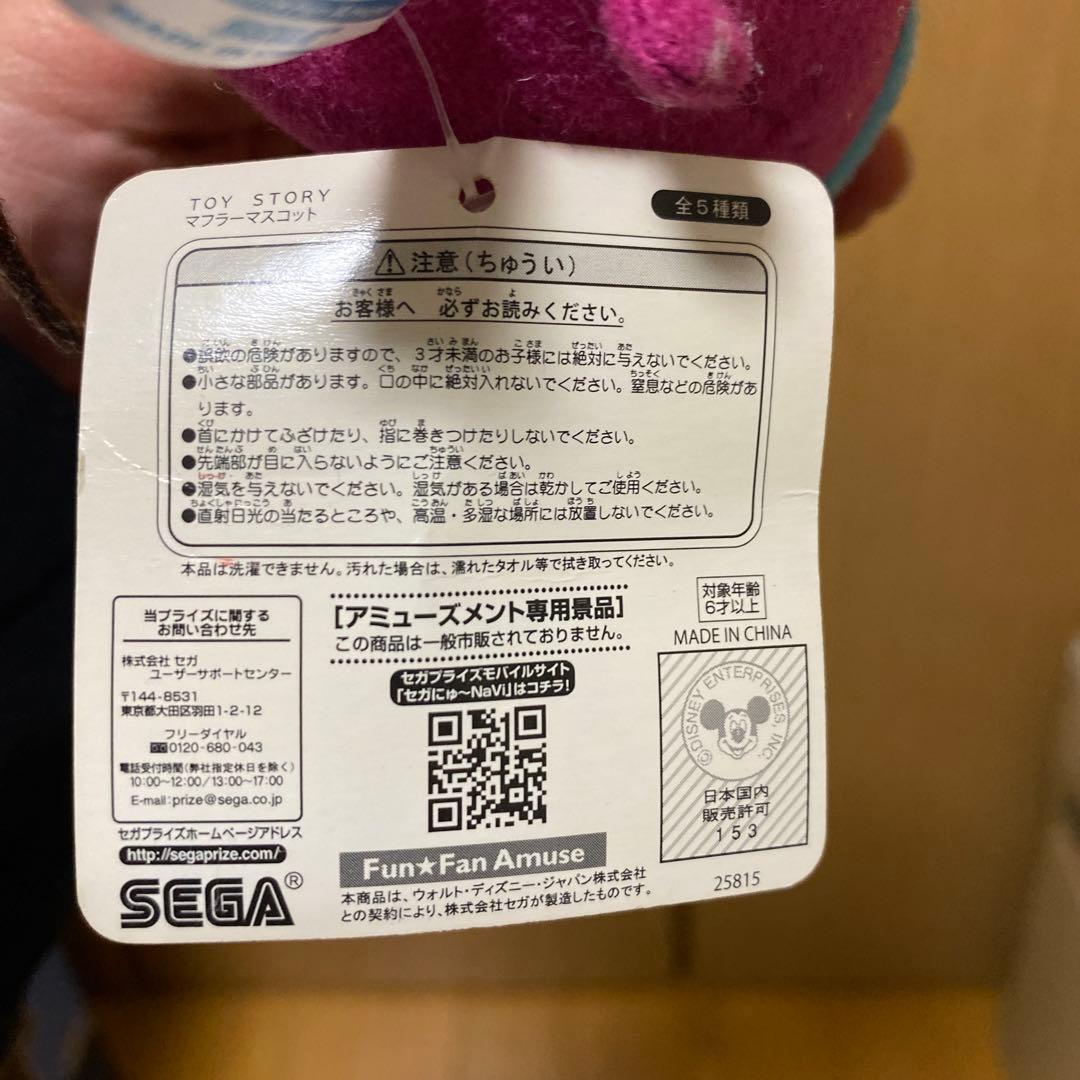 TOY STORY
マフラーマスコット
全5種類
⚠注意(ちゅうい)
お客様へ 必ずお読みください。
●誤飲の危険がありますので、3才未満のお子様には絶対に与えないでください。
●小さな部品があります。口の中に絶対入れないでください。窒息などの危険があ
ります。
●首にかけてふざけたり、指に巻きつけたりしないでください。
●先端部が目に入らないようにご注意ください。
●湿気を与えないでください。湿気がある場合は乾かしてご使用ください。
●直射日光の当たるところや、高温・多湿な場所には放置しないでください。
本品は洗濯できません。汚れた場合は、濡れたタオル等で拭き取ってください。
当プライズに関する
お問い合わせ先
株式会社 セガ
ユーザーサポートセンター
〒144-8531
東京都大田区羽田1-2-12
フリーダイヤル
0120-680-043
電話受付時間(弊社指定休日を除く)
10:00~12:00/13:00~17:00
E-mail:prize@sega.co.jp
セガプライズホームページアドレス
http://segaprize.com/
SEGA®
[アミューズメント専用景品]
この商品は一般市販されておりません。
セガプライズモバイルサイト
「セガにゅ~NaVi」はコチラ!
Fun★Fan Amuse
本商品は、ウォルト・ディズニー・ジャパン株式会社
との契約により、株式会社セガが製造したものです。
対象年齢
6才以上
MADE IN CHINA
©DISNEY ENTERPRISES, INC.
日本国内
販売許可
153
25815